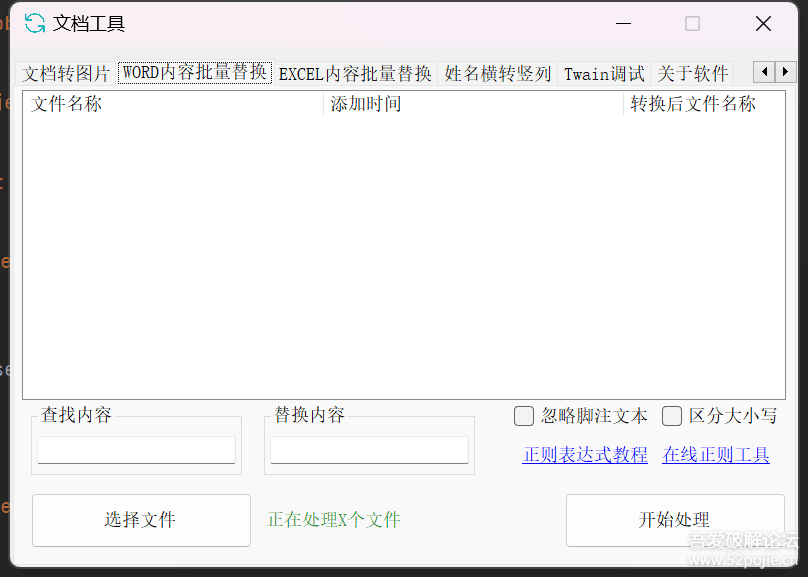 文档工具
文档转图片 WORD内容批量替换 EXCEL内容批量替换 姓名横转竖列 Twain调试 关于软件
文件名称 添加时间 转换后文件名称
查找内容 替换内容 忽略脚注文本 区分大小写
正则表达式教程 在线正则工具
选择文件 正在处理X个文件 开始处理
吾爱破解论坛
www.52pojie.cn